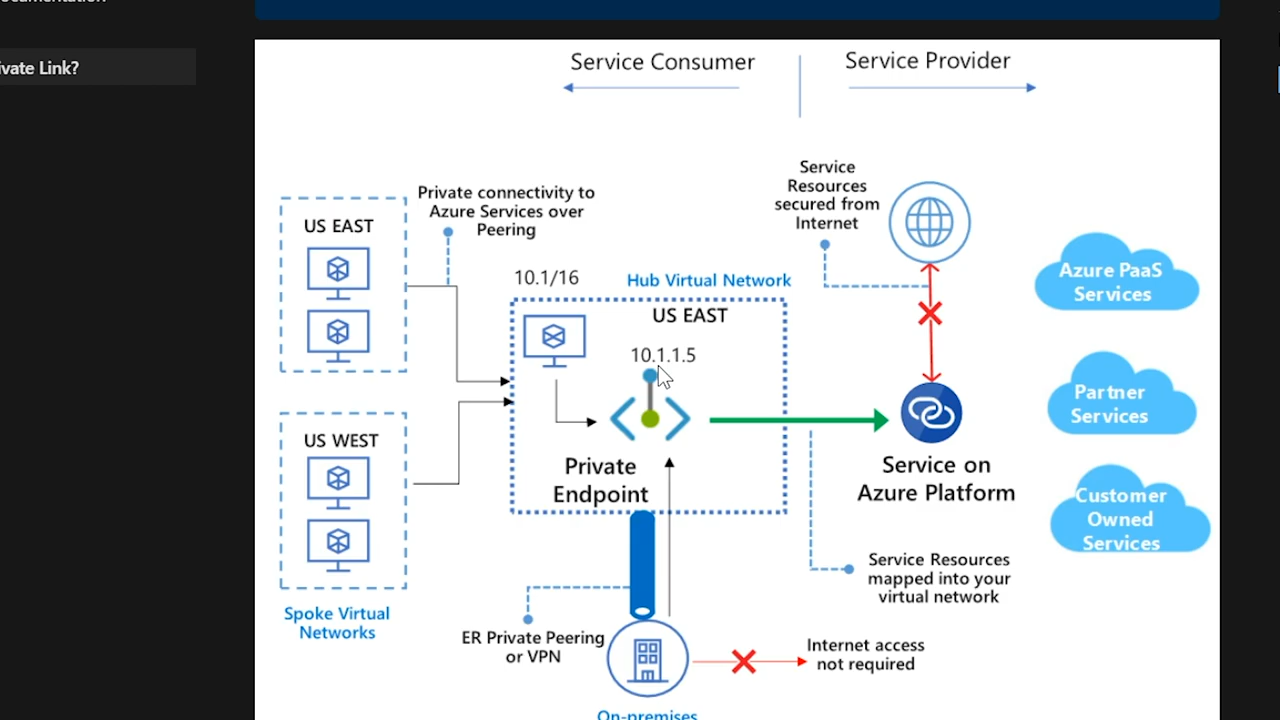 ocumentation
ivate Link?
Service Consumer
Service Provider
Service
Resources
secured from
Internet
Private connectivity to
Azure Services over
Peering
US EAST
10.1/16
Hub Virtual Network
US EAST
10.1.1.5
Azure PaaS
Services
Partner
Services
US WEST
Private
Endpoint
Service on
Azure Platform
Customer
Owned
Services
Spoke Virtual
Networks
Service Resources
mapped into your
virtual network
ER Private Peering
or VPN
Internet access
not required
On-premises